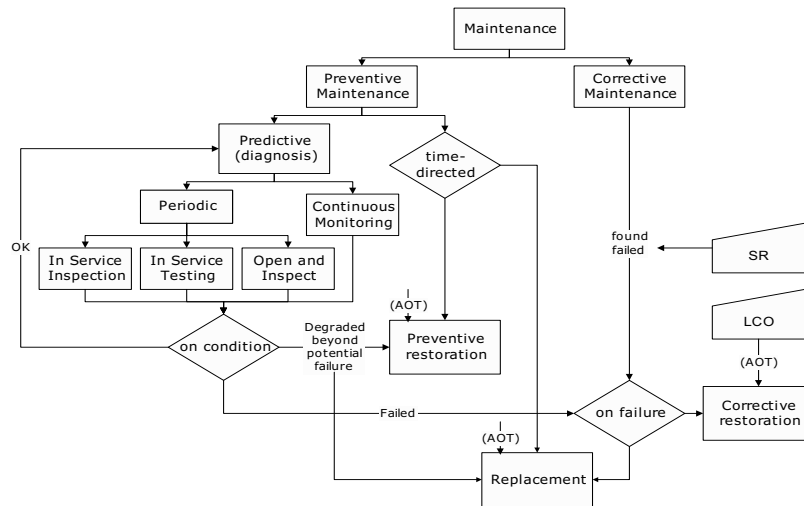 Maintenance
Preventive
Maintenance
Corrective
Maintenance
Predictive
(diagnosis)
time-
directed
Periodic
Continuous
Monitoring
OK
In Service
Inspection
In Service
Testing
Open and
Inspect
found
failed
SR
(AOT)
LCO
on condition
Degraded
beyond
potential
failure
Preventive
restoration
(AOT)
Failed
on failure
Corrective
restoration
(AOT)
Replacement